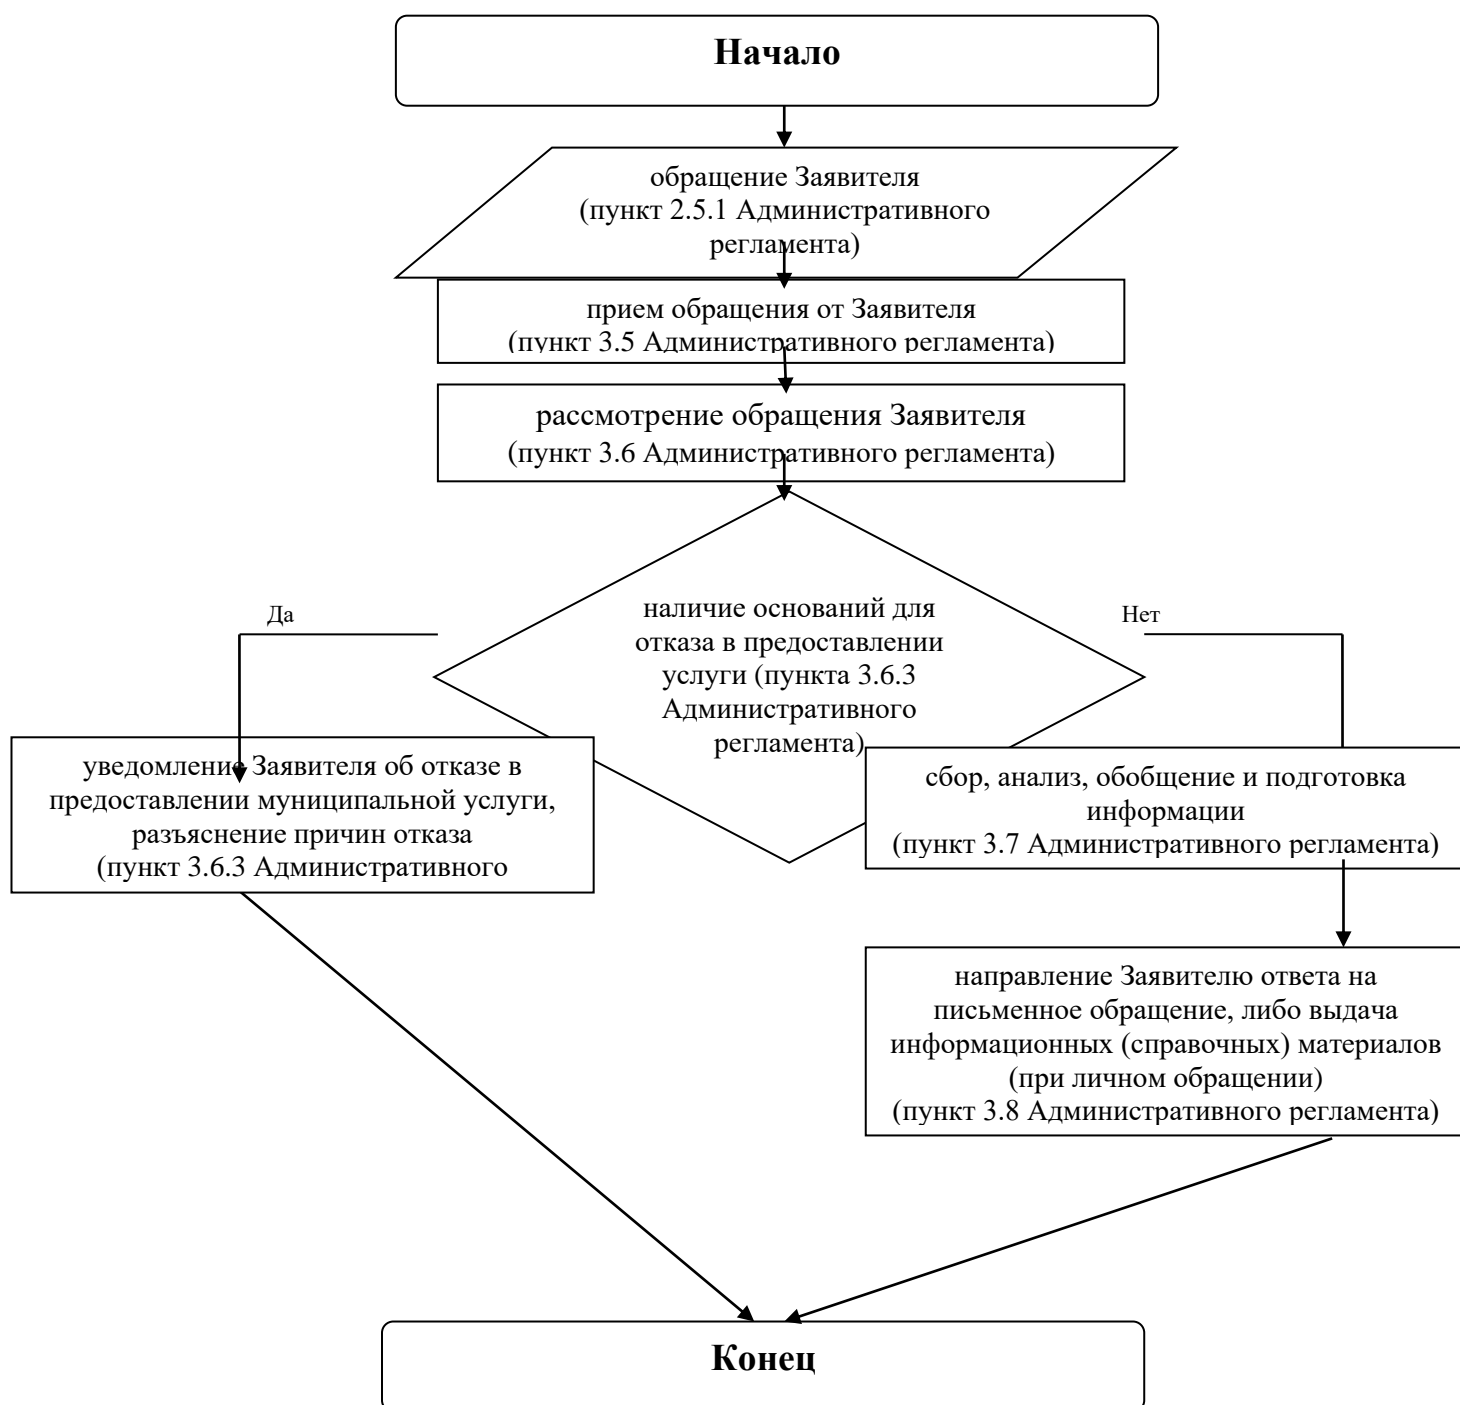 Начало
обращение Заявителя
(пункт 2.5.1 Административного
регламента)
прием обращения от Заявителя
(пункт 3.5 Административного регламента)
рассмотрение обращения Заявителя
(пункт 3.6 Административного регламента)
Да
Нет
наличие оснований для
отказа в предоставлении
услуги (пункта 3.6.3
Административного
регламента)
уведомление Заявителя об отказе в
предоставлении муниципальной услуги,
разъяснение причин отказа
(пункт 3.6.3 Административного
сбор, анализ, обобщение и подготовка
информации
(пункт 3.7 Административного регламента)
направление Заявителю ответа на
письменное обращение, либо выдача
информационных (справочных) материалов
(при личном обращении)
(пункт 3.8 Административного регламента)
Конец